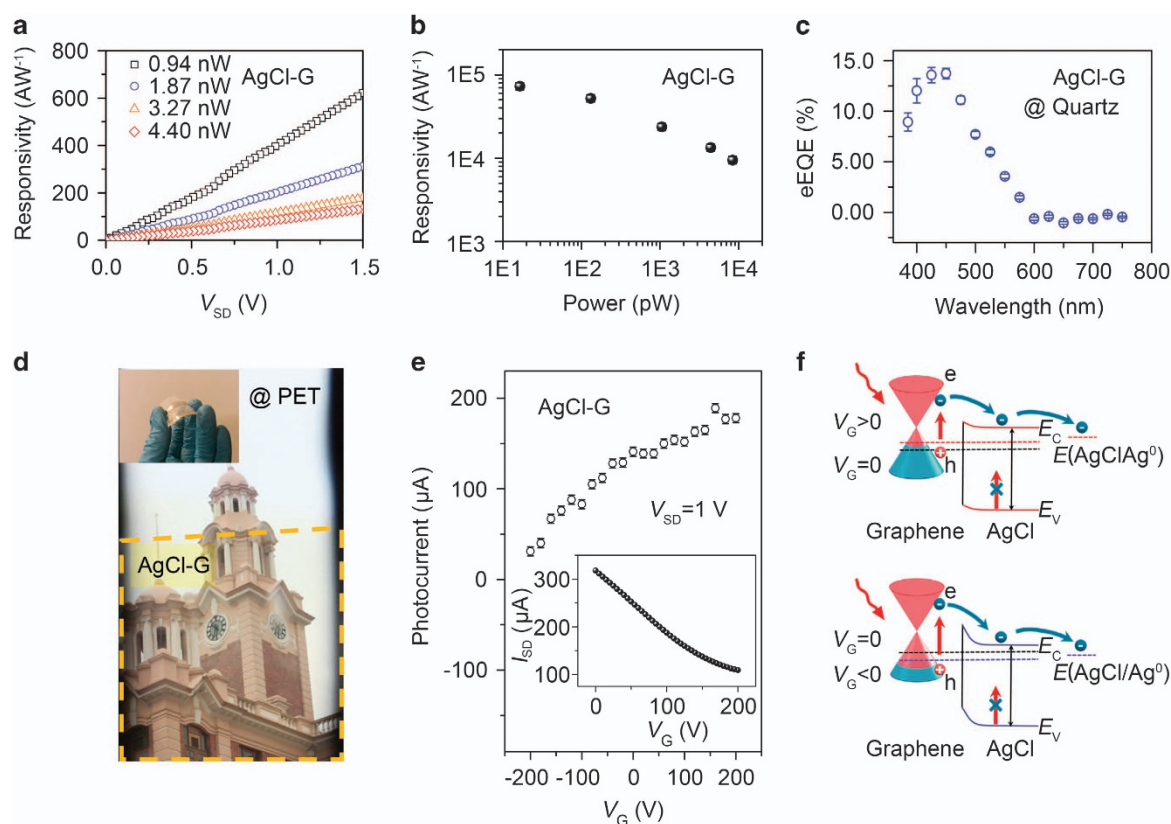 a
Responsivity (AW⁻¹)
800
600
400
200
0
0.94 nW
1.87 nW
3.27 nW
4.40 nW
AgCl-G
0.0
0.5
1.0
1.5
V_SD (V)
b
Responsivity (AW⁻¹)
1E5
1E4
1E3
AgCl-G
1E1
1E2
1E3
1E4
Power (pW)
c
eEQE (%)
15.00
10.00
5.00
0.00
AgCl-G
@ Quartz
400
500
600
700
800
Wavelength (nm)
d
@ PET
AgCl-G
e
Photocurrent (μA)
200
100
0
-100
AgCl-G
V_SD=1 V
I_SD (μA)
300
200
100
0
100
200
V_G (V)
-200
-100
0
100
200
V_G (V)
f
e
V_G>0
V_G=0
h
E_C
E(AgClAg⁰)
E_V
Graphene
AgCl
V_G=0
V_G<0
h
E_C
E(AgCl/Ag⁰)
E_V
Graphene
AgCl